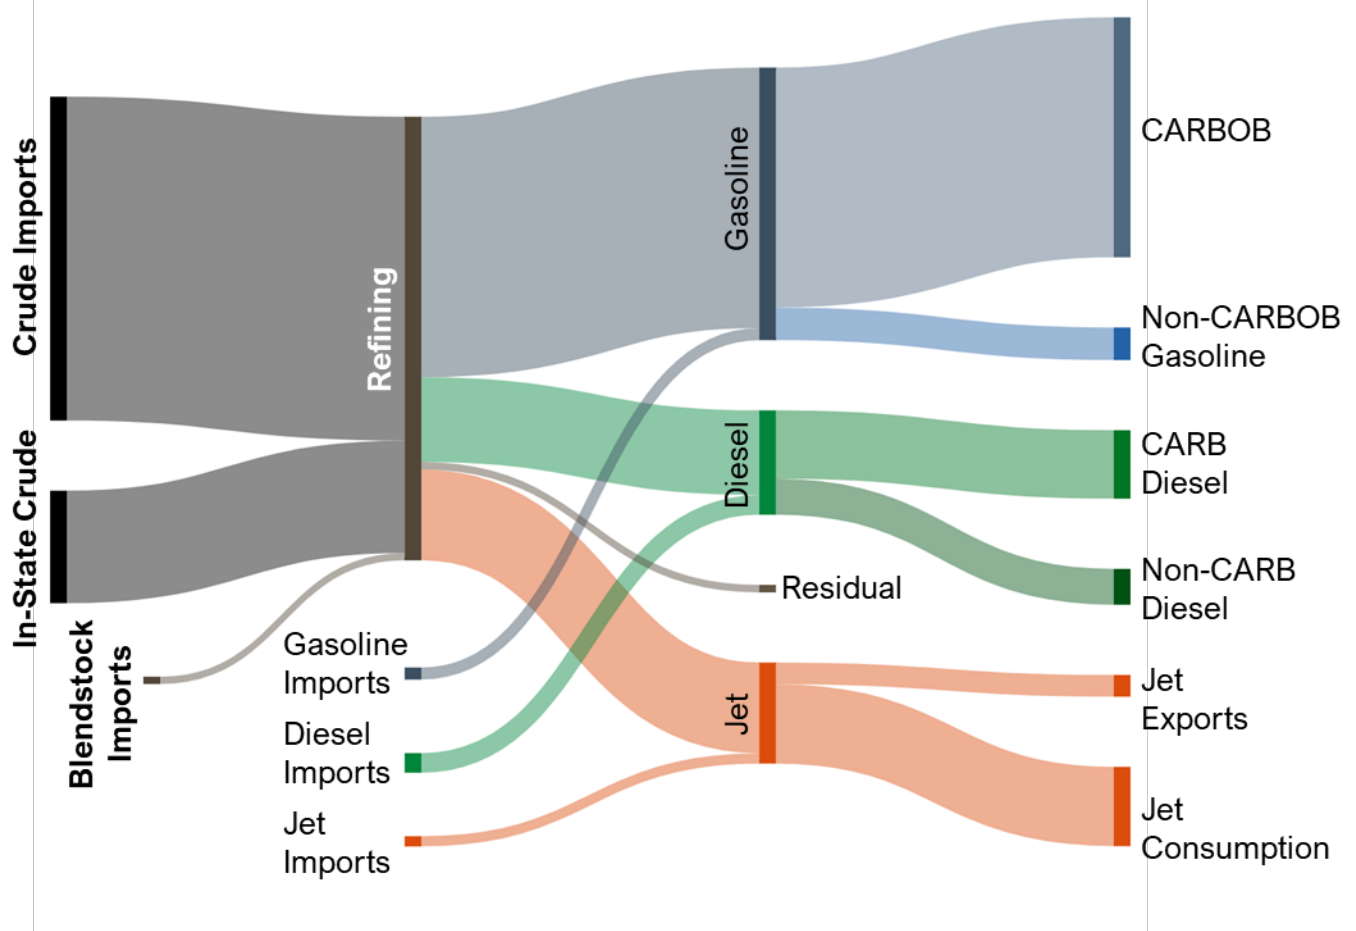 Crude Imports
In-State Crude
Blendstock
Imports
Refining
Gasoline
Imports
Diesel
Imports
Jet
Imports
Gasoline
Diesel
Residual
Jet
CARBOB
Non-CARBOB
Gasoline
CARB
Diesel
Non-CARB
Diesel
Jet
Exports
Jet
Consumption